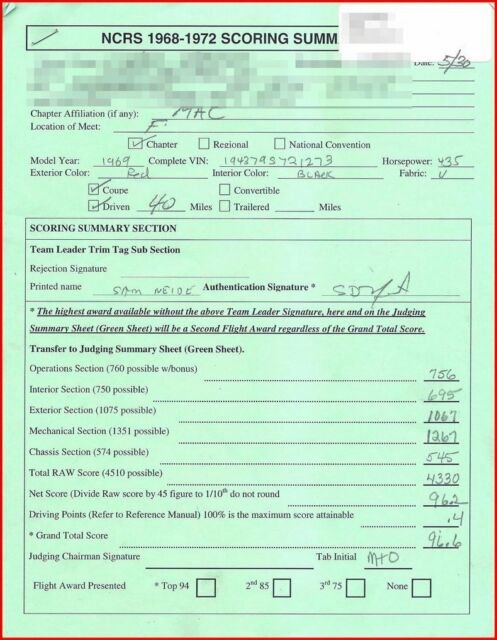 NCRS 1968-1972 SCORING SUMM
Date: 5/30
Chapter Affiliation (if any): MAC
Location of Meet: F
Chapter Regional National Convention
Model Year: 1969 Complete VIN: 194379S721273 Horsepower: 435
Exterior Color: Red Interior Color: BLACK Fabric: V
Coupe Convertible
Driven 40 Miles Trailered Miles
SCORING SUMMARY SECTION
Team Leader Trim Tag Sub Section
Rejection Signature
Printed name SAM Authentication Signature *
* The highest award available without the above Team Leader Signature, here and on the Judging
Summary Sheet (Green Sheet) will be a Second Flight Award regardless of the Grand Total Score.
Transfer to Judging Summary Sheet (Green Sheet).
Operations Section (760 possible w/bonus) 756
Interior Section (750 possible) 695
Exterior Section (1075 possible) 1067
Mechanical Section (1351 possible) 1267
Chassis Section (574 possible) 545
Total RAW Score (4510 possible) 4330
Net Score (Divide Raw score by 45 figure to 1/10th do not round 96.2
Driving Points (Refer to Reference Manual) 100% is the maximum score attainable .4
* Grand Total Score 96.6
Judging Chairman Signature Tab Initial
Flight Award Presented * Top 94 2nd 85 3rd 75 None